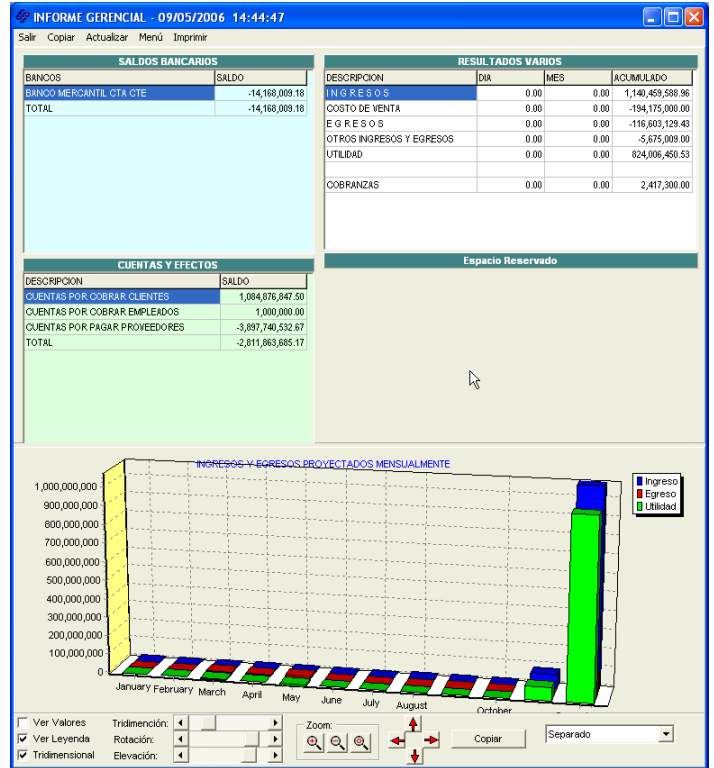 INFORME GERENCIAL - 09/05/2006 14:44:47
Salir Copiar Actualizar Menú Imprimir
SALDOS BANCARIOS
BANCOS SALDO
BANCO MERCANTIL CTA CTE -14,168,009.18
TOTAL -14,168,009.18
RESULTADOS VARIOS
DESCRIPCION DIA MES ACUMULADO
I N G R E S O S 0.00 0.00 1,140,459,588.96
COSTO DE VENTA 0.00 0.00 -194,175,000.00
E G R E S O S 0.00 0.00 -116,603,129.43
OTROS INGRESOS Y EGRESOS 0.00 0.00 -5,675,009.00
UTILIDAD 0.00 0.00 824,006,450.53
COBRANZAS 0.00 0.00 2,417,300.00
CUENTAS Y EFECTOS
DESCRIPCION SALDO
CUENTAS POR COBRAR CLIENTES 1,084,876,847.50
CUENTAS POR COBRAR EMPLEADOS 1,000,000.00
CUENTAS POR PAGAR PROVEEDORES -3,897,740,532.67
TOTAL -2,811,863,685.17
Espacio Reservado
INGRESOS Y EGRESOS PROYECTADOS MENSUALMENTE
1,000,000,000
900,000,000
800,000,000
700,000,000
600,000,000
500,000,000
400,000,000
300,000,000
200,000,000
100,000,000
0
January February March April May June July August October
Ingreso
Egreso
Utilidad
Ver Valores
Ver Leyenda
Tridimensional
Tridimención:
Rotación:
Elevación:
Zoom:
Copiar
Separado